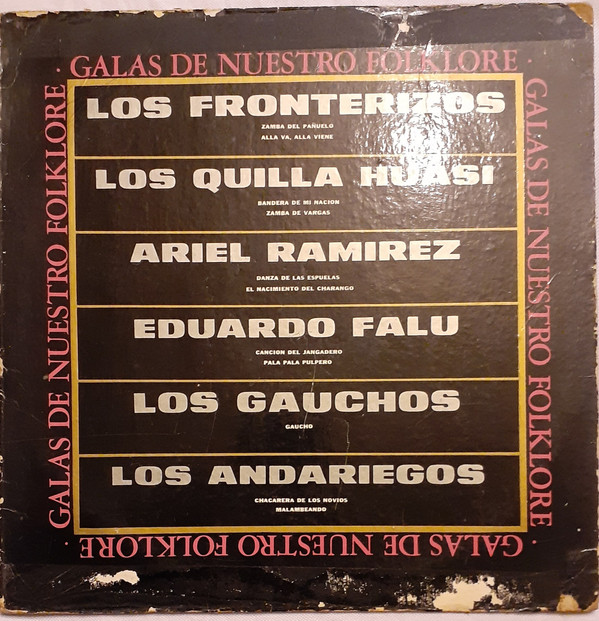 · GALAS DE NUESTRO FOLKLORE ·
LOS FRONTERIZOS
ZAMBA DEL PAÑUELO
ALLA VA, ALLA VIENE
LOS QUILLA HUASI
BANDERA DE MI NACION
ZAMBA DE VARGAS
ARIEL RAMIREZ
DANZA DE LAS ESPUELAS
EL NACIMIENTO DEL CHARANGO
EDUARDO FALU
CANCION DEL JANGADERO
PALA PALA PULPERO
LOS GAUCHOS
GAUCHO
LOS ANDARIEGOS
CHACARERA DE LOS NOVIOS
MALAMBEANDO
GALAS DE NUESTRO FOLKLORE ·
GALAS DE NUESTRO FOLKLORE ·
GALAS DE NUESTRO FOLKLORE